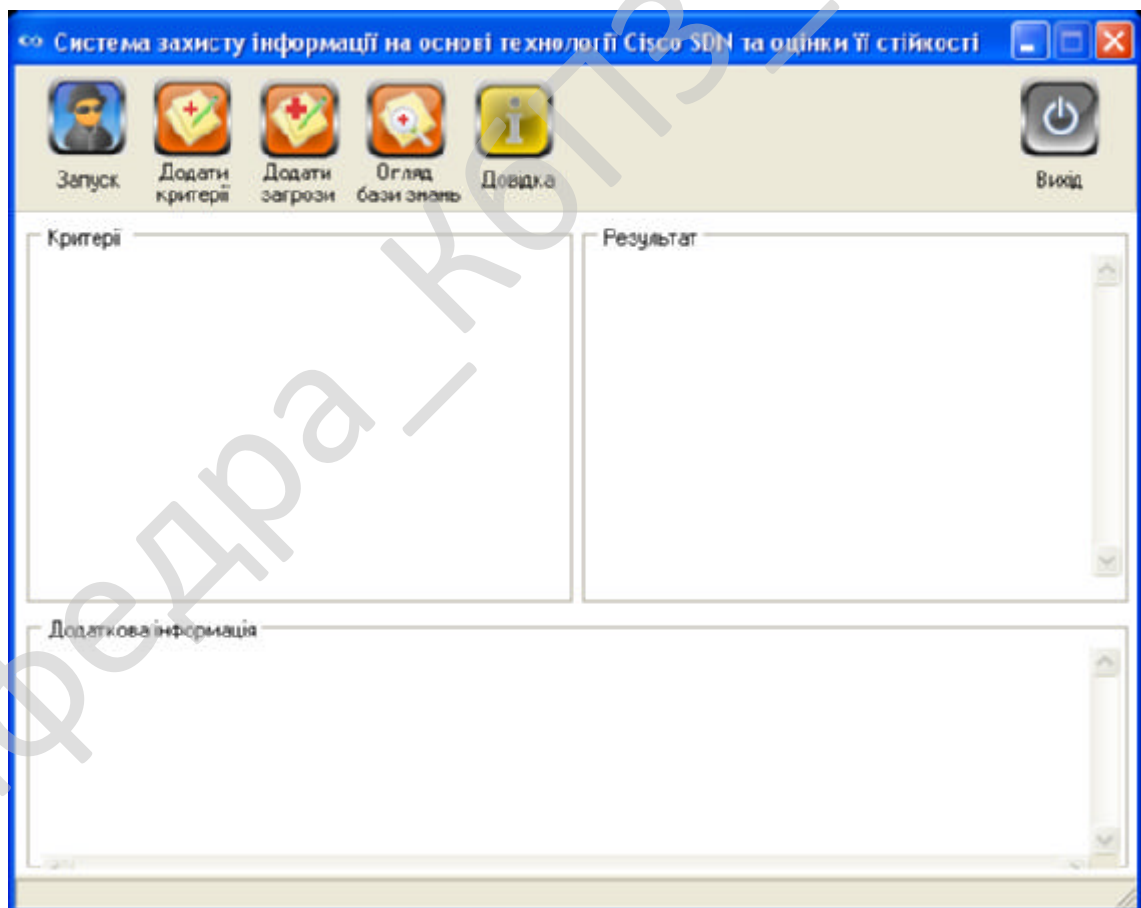 Система захисту інформації на основі технології Cisco SDN та оцінки її стійкості
Запуск
Додати
критерії
Додати
загрози
Огляд
бази знань
Довідка
Вихід
Критерії
Результат
Додаткова інформація
федра_КбПЗ_